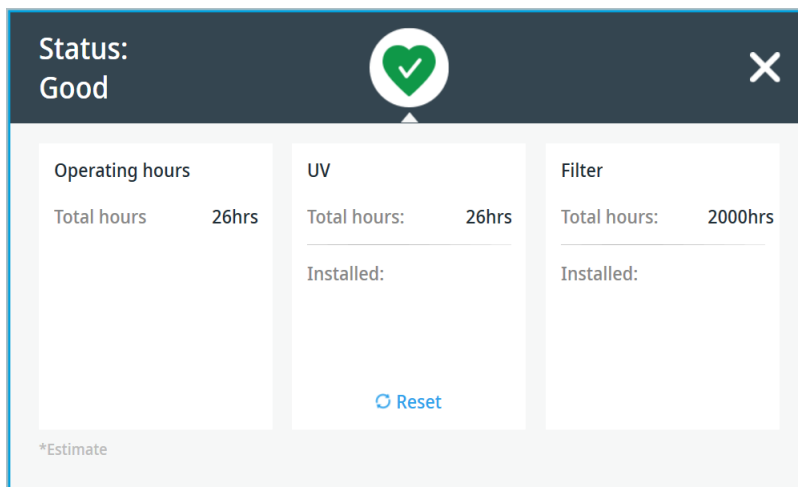 Status:
Good
Operating hours
Total hours 26hrs
UV
Total hours: 26hrs
Installed:
Reset
Filter
Total hours: 2000hrs
Installed:
*Estimate